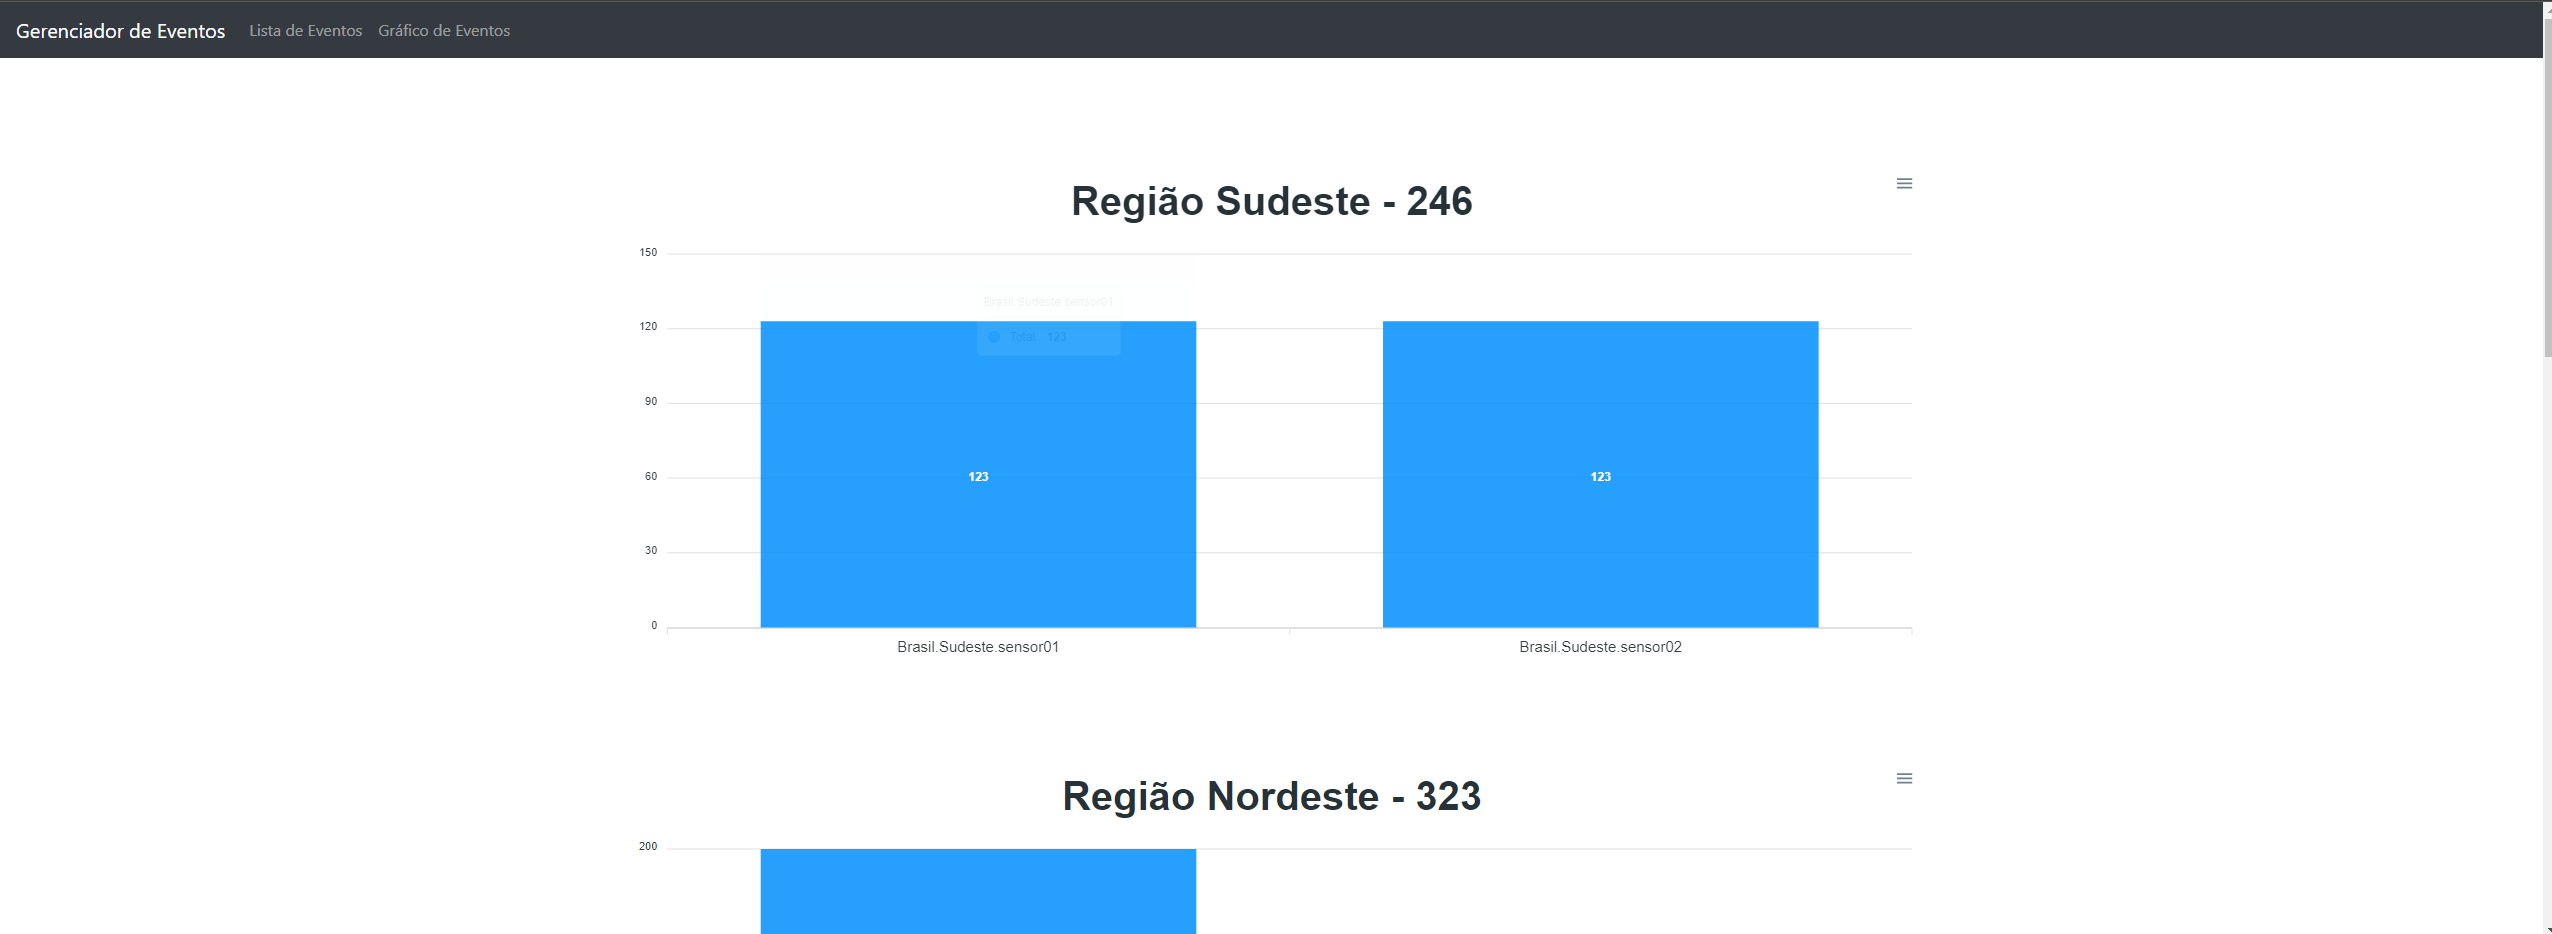 Gerenciador de Eventos Lista de Eventos Gráfico de Eventos
Região Sudeste - 246
150
Brasil.Sudeste.sensor01
120
Total: 123
90
60
123
123
30
0
Brasil.Sudeste.sensor01
Brasil.Sudeste.sensor02
Região Nordeste - 323
200